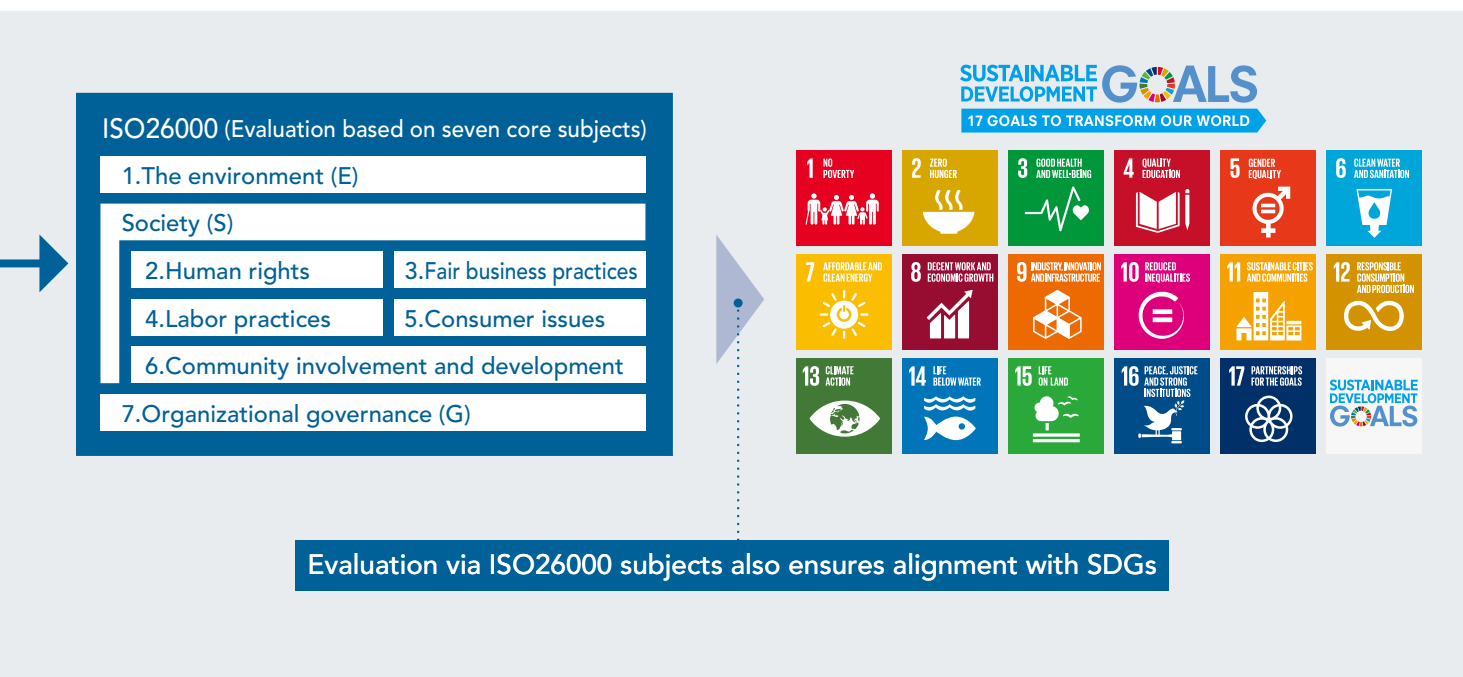 ISO26000 (Evaluation based on seven core subjects)
1.The environment (E)
Society (S)
2.Human rights
3.Fair business practices
4.Labor practices
5.Consumer issues
6.Community involvement and development
7.Organizational governance (G)
SUSTAINABLE
DEVELOPMENT
GOALS
17 GOALS TO TRANSFORM OUR WORLD
1 NO
POVERTY
2 ZERO
HUNGER
3 GOOD HEALTH
AND WELL-BEING
4 QUALITY
EDUCATION
5 GENDER
EQUALITY
6 CLEAN WATER
AND SANITATION
7 AFFORDABLE AND
CLEAN ENERGY
8 DECENT WORK AND
ECONOMIC GROWTH
9 INDUSTRY, INNOVATION
AND INFRASTRUCTURE
10 REDUCED
INEQUALITIES
11 SUSTAINABLE CITIES
AND COMMUNITIES
12 RESPONSIBLE
CONSUMPTION
AND PRODUCTION
13 CLIMATE
ACTION
14 LIFE
BELOW WATER
15 LIFE
ON LAND
16 PEACE, JUSTICE
AND STRONG
INSTITUTIONS
17 PARTNERSHIPS
FOR THE GOALS
SUSTAINABLE
DEVELOPMENT
GOALS
Evaluation via ISO26000 subjects also ensures alignment with SDGs